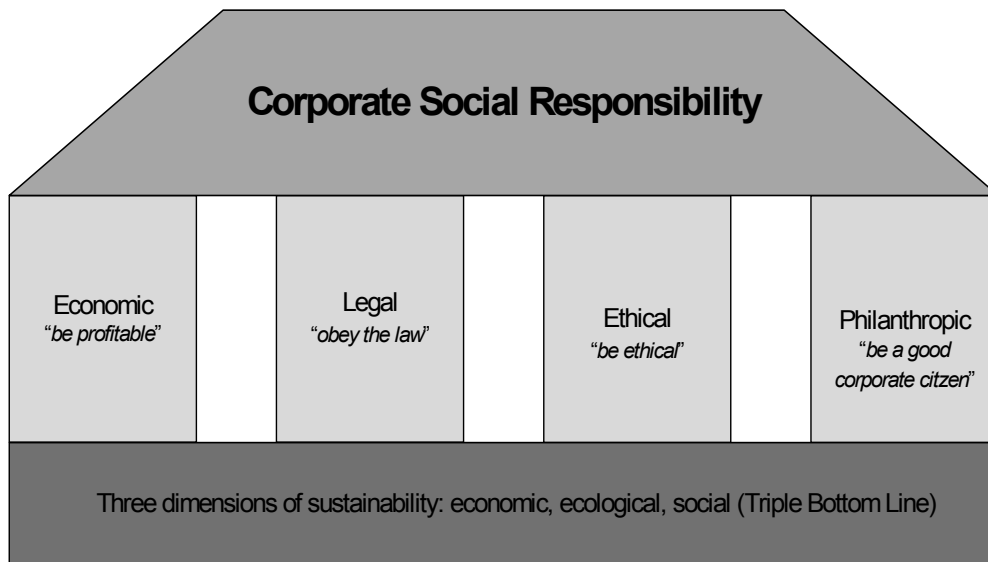 Corporate Social Responsibility
Economic
“be profitable”
Legal
“obey the law”
Ethical
“be ethical”
Philanthropic
“be a good
corporate citzen”
Three dimensions of sustainability: economic, ecological, social (Triple Bottom Line)